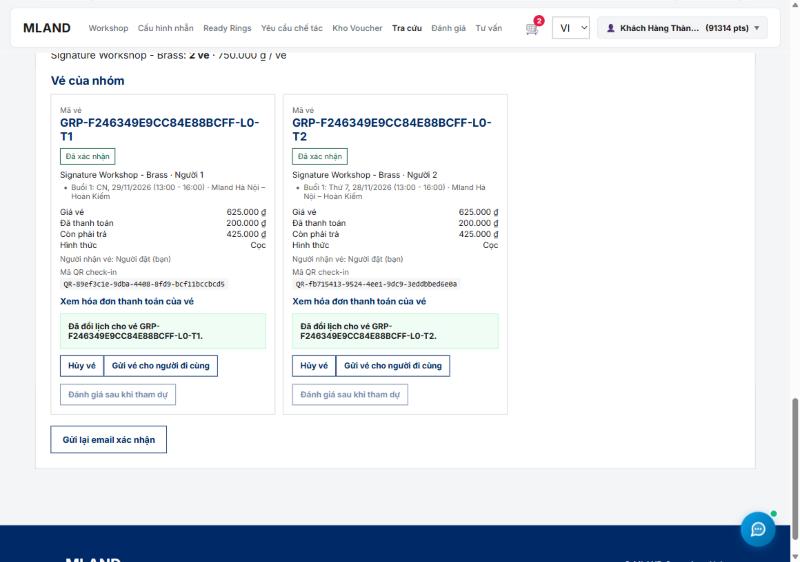 MLAND
Workshop Cấu hình nhẫn Ready Rings Yêu cầu chế tác Kho Voucher Tra cứu Đánh giá Tư vấn
2
VI
Khách Hàng Thàn... (91314 pts)
Signature Workshop - Brass: 2 vé · 750.000 ₫ / vé
Vé của nhóm
Mã vé
GRP-F246349E9CC84E88BCFF-L0-
T1
Đã xác nhận
Signature Workshop - Brass · Người 1
• Buổi 1: CN, 29/11/2026 (13:00 - 16:00) · Mland Hà Nội –
Hoàn Kiếm
Giá vé 625.000 ₫
Đã thanh toán 200.000 ₫
Còn phải trả 425.000 ₫
Hình thức Cọc
Người nhận vé: Người đặt (bạn)
Mã QR check-in
QR-89ef3c1e-9dba-4408-8fd9-bcf11bccbcd5
Xem hóa đơn thanh toán của vé
Đã đổi lịch cho vé GRP-
F246349E9CC84E88BCFF-L0-T1.
Hủy vé Gửi vé cho người đi cùng
Đánh giá sau khi tham dự
Mã vé
GRP-F246349E9CC84E88BCFF-L0-
T2
Đã xác nhận
Signature Workshop - Brass · Người 2
• Buổi 1: Thứ 7, 28/11/2026 (13:00 - 16:00) · Mland Hà
Nội – Hoàn Kiếm
Giá vé 625.000 ₫
Đã thanh toán 200.000 ₫
Còn phải trả 425.000 ₫
Hình thức Cọc
Người nhận vé: Người đặt (bạn)
Mã QR check-in
QR-fb715413-9524-4ee1-9dc9-3eddbbed6e0a
Xem hóa đơn thanh toán của vé
Đã đổi lịch cho vé GRP-
F246349E9CC84E88BCFF-L0-T2.
Hủy vé Gửi vé cho người đi cùng
Đánh giá sau khi tham dự
Gửi lại email xác nhận
MLAND